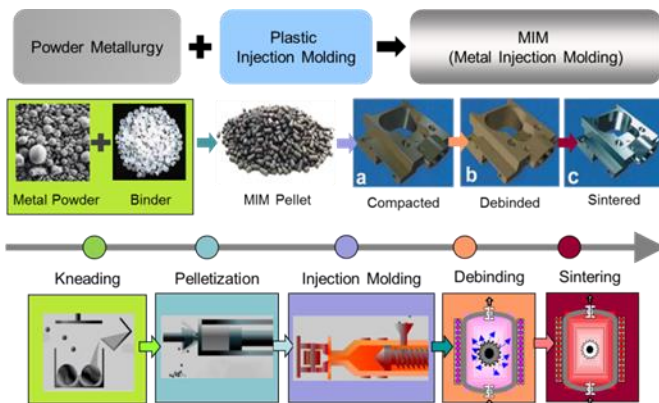 Powder Metallurgy
+
Plastic
Injection Molding
MIM
(Metal Injection Molding)
+
Metal Powder
Binder
MIM Pellet
a
Compacted
b
Debinded
c
Sintered
Kneading
Pelletization
Injection Molding
Debinding
Sintering